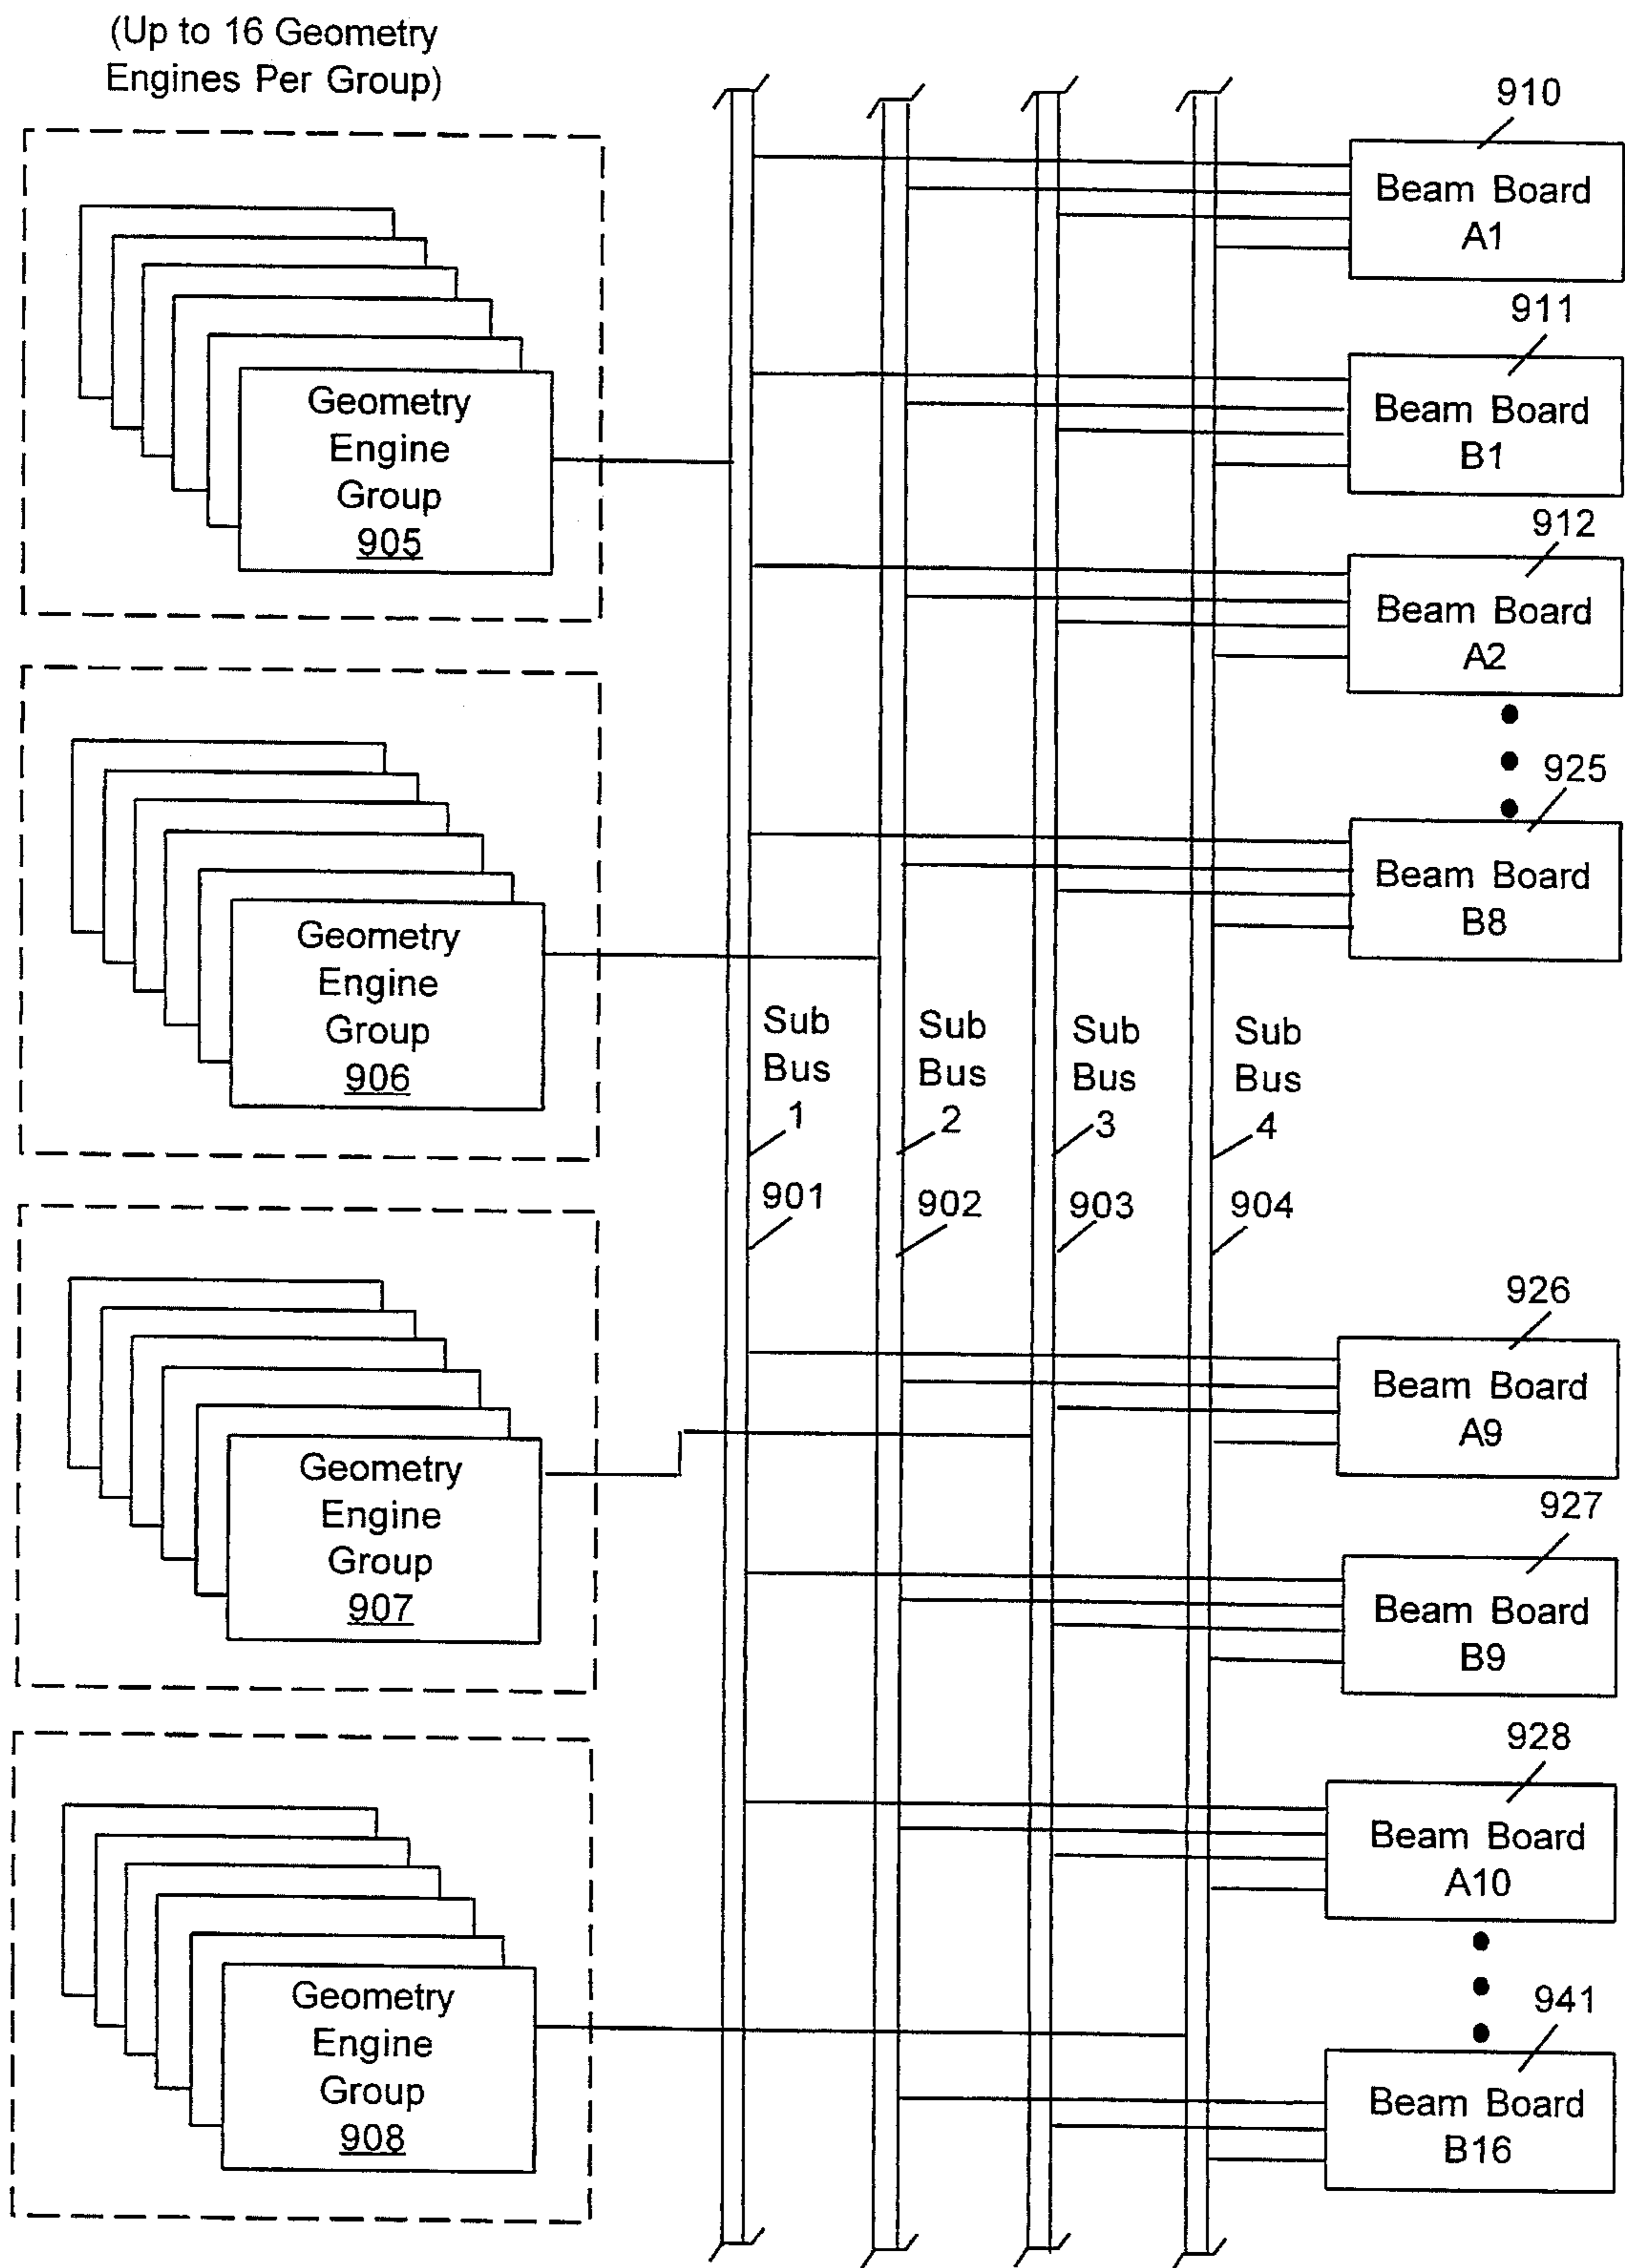 (Up to 16 Geometry
Engines Per Group)
Geometry
Engine
Group
905
Geometry
Engine
Group
906
Geometry
Engine
Group
907
Geometry
Engine
Group
908
Sub
Bus
1
901
Sub
Bus
2
902
Sub
Bus
3
903
Sub
Bus
4
904
910
Beam Board
A1
911
Beam Board
B1
912
Beam Board
A2
925
Beam Board
B8
926
Beam Board
A9
927
Beam Board
B9
928
Beam Board
A10
941
Beam Board
B16